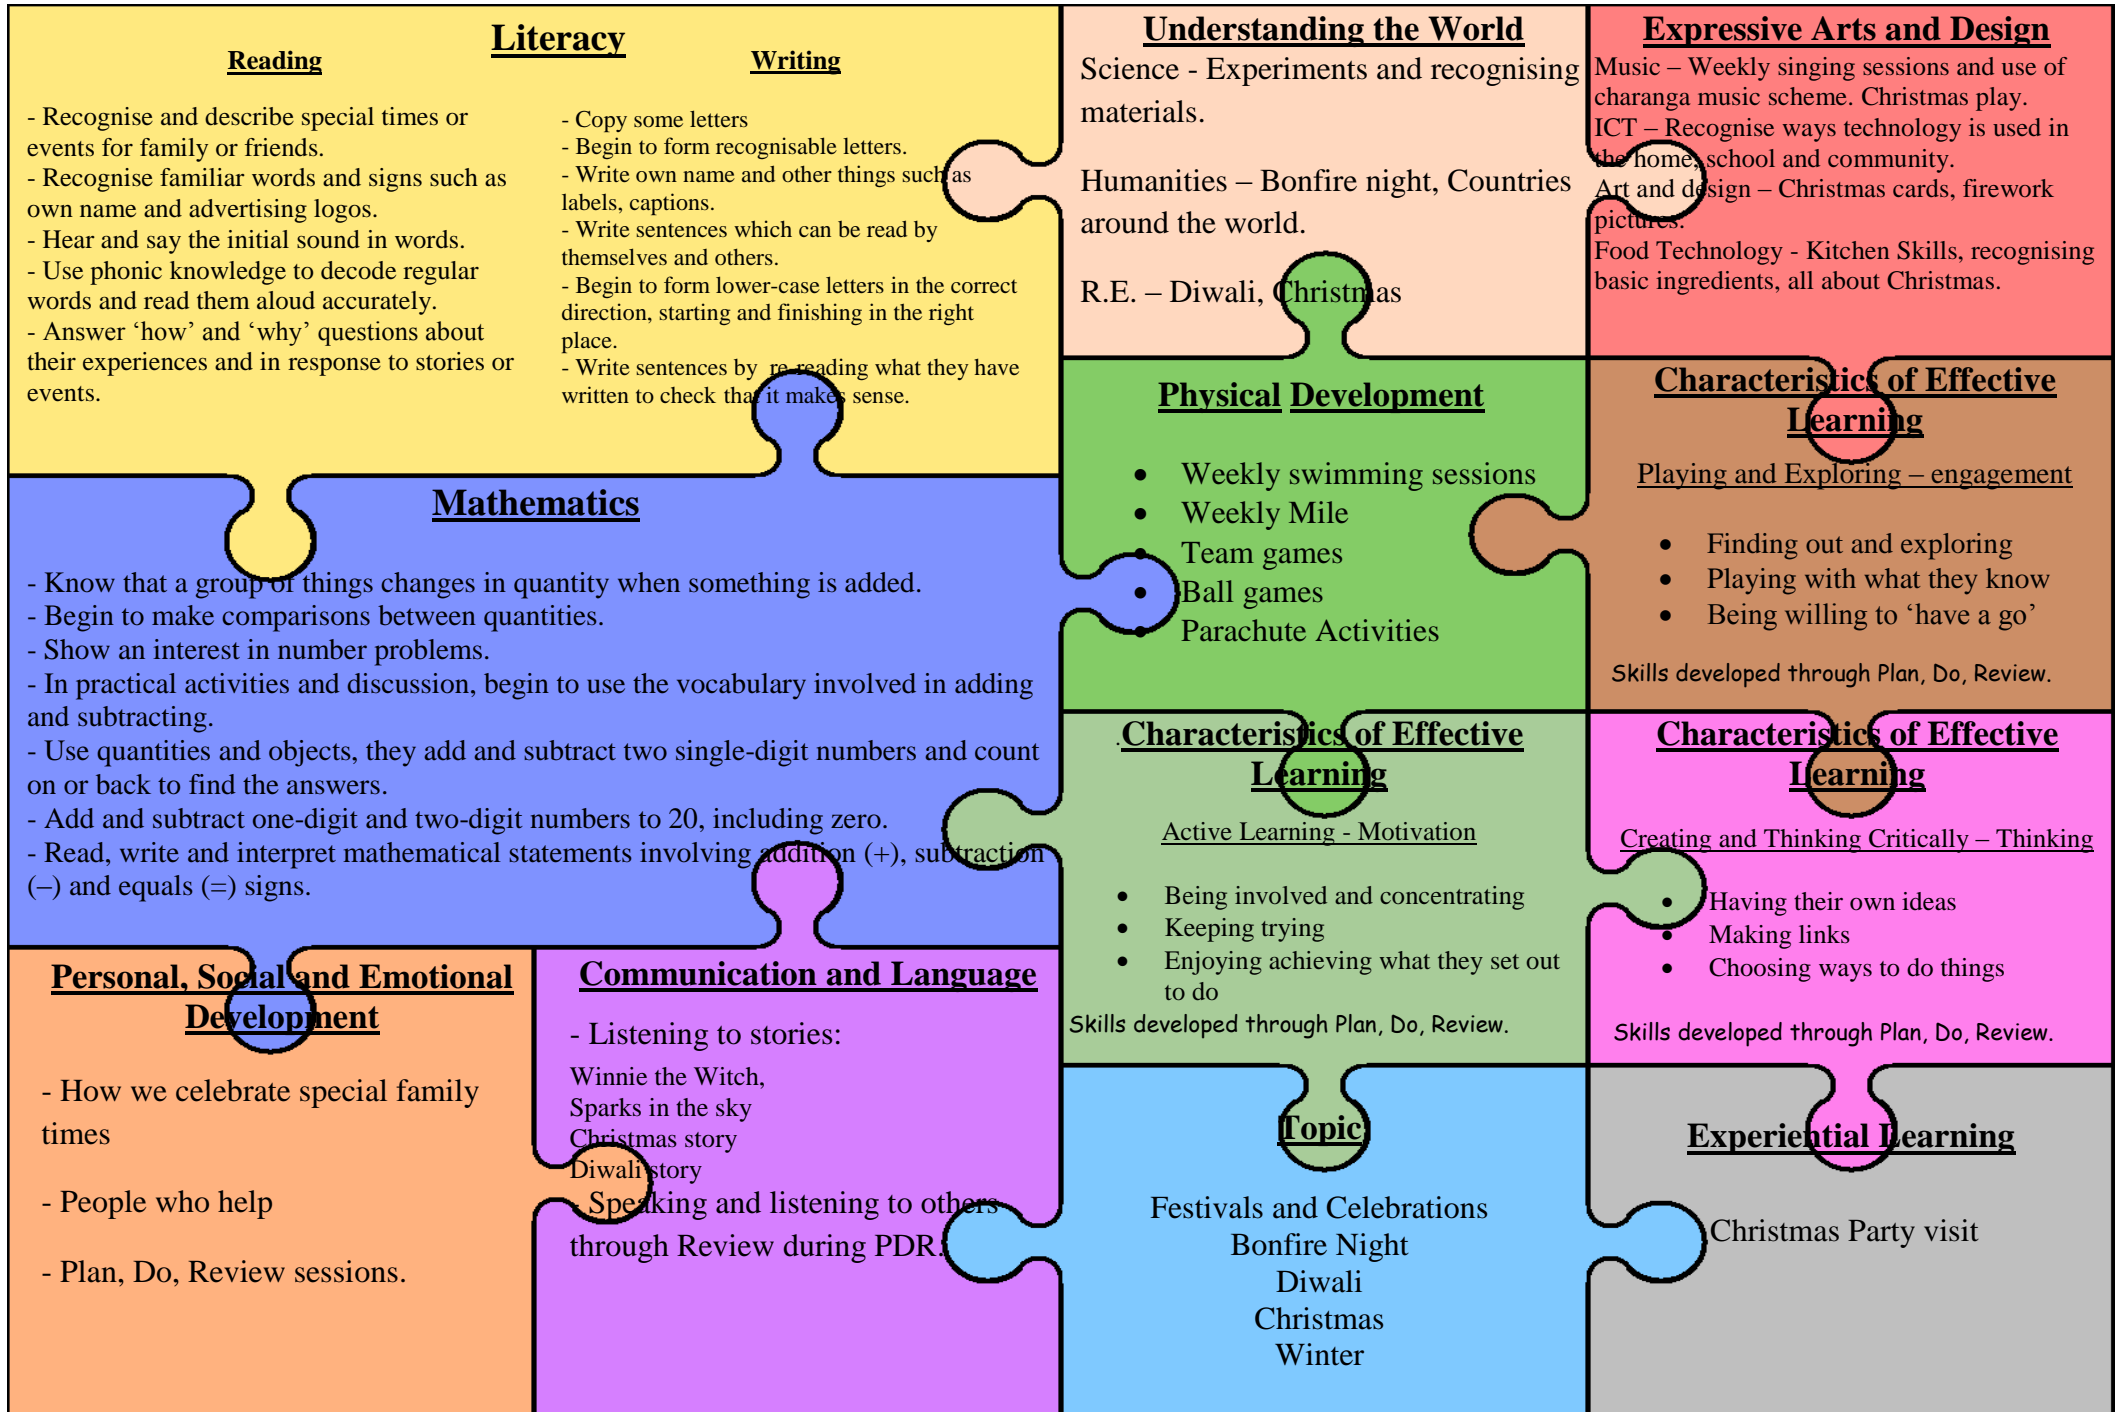 Literacy
Reading
- Recognise and describe special times or
events for family or friends.
- Recognise familiar words and signs such as
own name and advertising logos.
- Hear and say the initial sound in words.
- Use phonic knowledge to decode regular
words and read them aloud accurately.
- Answer ‘how’ and ‘why’ questions about
their experiences and in response to stories or
events.
Writing
- Copy some letters
- Begin to form recognisable letters.
- Write own name and other things such as
labels, captions.
- Write sentences which can be read by
themselves and others.
- Begin to form lower-case letters in the correct
direction, starting and finishing in the right
place.
- Write sentences by  re-reading what they have
written to check that it makes sense.
Understanding the World
Science - Experiments and recognising
materials.
Humanities – Bonfire night, Countries
around the world.
R.E. – Diwali, Christmas
Expressive Arts and Design
Music – Weekly singing sessions and use of
charanga music scheme. Christmas play.
ICT – Recognise ways technology is used in
the home, school and community.
Art and design – Christmas cards, firework
pictures.
Food Technology - Kitchen Skills, recognising
basic ingredients, all about Christmas.
Mathematics
- Know that a group of things changes in quantity when something is added.
- Begin to make comparisons between quantities.
- Show an interest in number problems.
- In practical activities and discussion, begin to use the vocabulary involved in adding
and subtracting.
- Use quantities and objects, they add and subtract two single-digit numbers and count
on or back to find the answers.
- Add and subtract one-digit and two-digit numbers to 20, including zero.
- Read, write and interpret mathematical statements involving addition (+), subtraction
(–) and equals (=) signs.
Physical Development
• Weekly swimming sessions
• Weekly Mile
• Team games
• Ball games
• Parachute Activities
Characteristics of Effective
Learning
Playing and Exploring – engagement
• Finding out and exploring
• Playing with what they know
• Being willing to ‘have a go’
Skills developed through Plan, Do, Review.
.Characteristics of Effective
Learning
Active Learning - Motivation
• Being involved and concentrating
• Keeping trying
• Enjoying achieving what they set out
to do
Skills developed through Plan, Do, Review.
Characteristics of Effective
Learning
Creating and Thinking Critically – Thinking
• Having their own ideas
• Making links
• Choosing ways to do things
Skills developed through Plan, Do, Review.
Personal, Social and Emotional
Development
- How we celebrate special family
times
- People who help
- Plan, Do, Review sessions.
Communication and Language
- Listening to stories:
Winnie the Witch,
Sparks in the sky
Christmas story
Diwali story
- Speaking and listening to others
through Review during PDR.
Topic
Festivals and Celebrations
Bonfire Night
Diwali
Christmas
Winter
Experiential Learning
Christmas Party visit